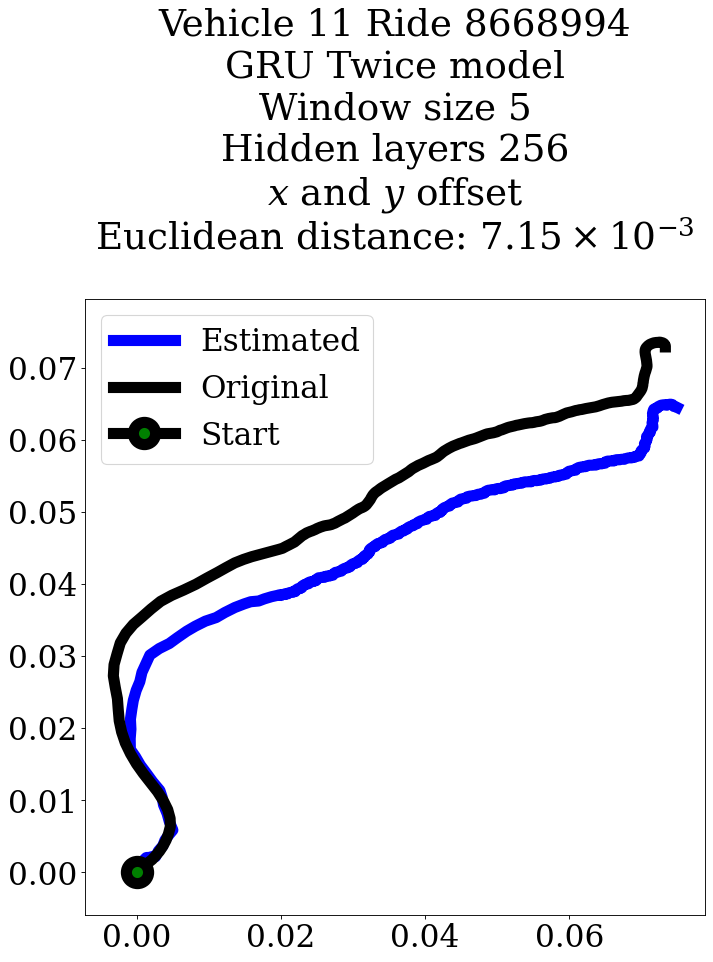 Vehicle 11 Ride 8668994
GRU Twice model
Window size 5
Hidden layers 256
x and y offset
Euclidean distance: 7.15 × 10⁻³
Estimated
Original
Start
0.07
0.06
0.05
0.04
0.03
0.02
0.01
0.00
0.00 0.02 0.04 0.06